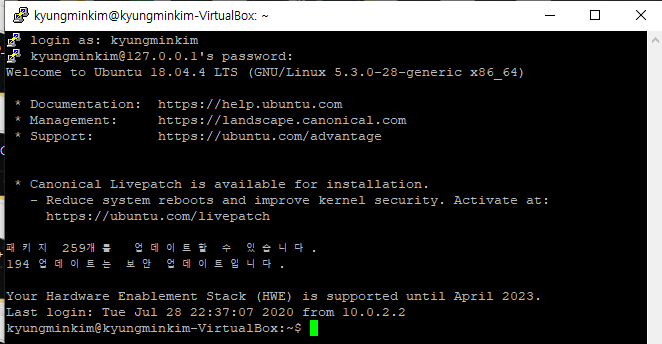 kyungminkim@kyungminkim-VirtualBox: ~
login as: kyungminkim
kyungminkim@127.0.0.1's password:
Welcome to Ubuntu 18.04.4 LTS (GNU/Linux 5.3.0-28-generic x86_64)
* Documentation: https://help.ubuntu.com
* Management: https://landscape.canonical.com
* Support: https://ubuntu.com/advantage
* Canonical Livepatch is available for installation.
- Reduce system reboots and improve kernel security. Activate at:
https://ubuntu.com/livepatch
패키지 259개를 업데이트할 수 있습니다.
194 업데이트는 보안 업데이트입니다.
Your Hardware Enablement Stack (HWE) is supported until April 2023.
Last login: Tue Jul 28 22:37:07 2020 from 10.0.2.2
kyungminkim@kyungminkim-VirtualBox:~$